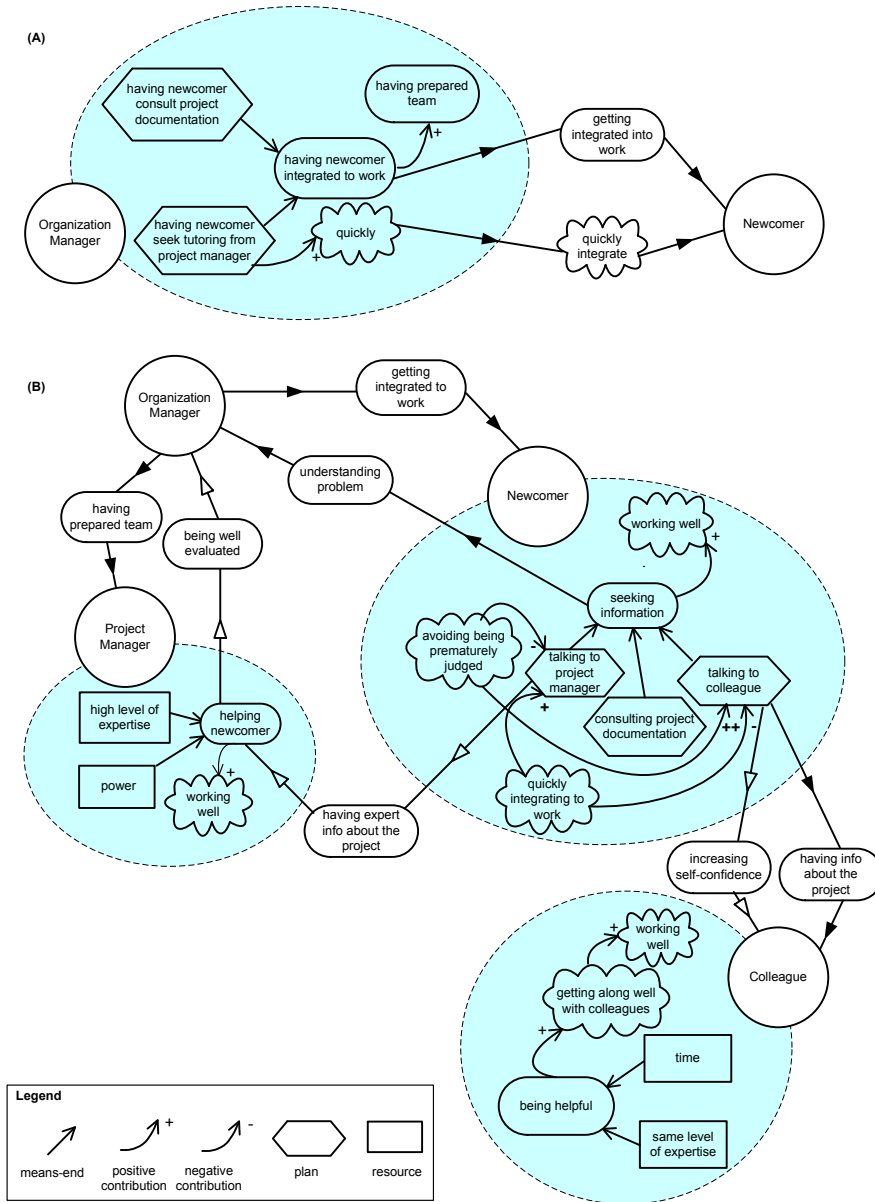 (A)
having newcomer
consult project
documentation
having prepared
team
+
getting
integrated into
work
having newcomer
integrated to work
Organization
Manager
having newcomer
seek tutoring from
project manager
+
quickly
quickly
integrate
Newcomer
(B)
Organization
Manager
getting
integrated to
work
understanding
problem
Newcomer
having
prepared team
being well
evaluated
working well
+
seeking
information
Project
Manager
avoiding being
prematurely
judged
-
talking to
project
manager
+
talking to
colleague
++
-
consulting project
documentation
high level of
expertise
helping
newcomer
power
+
working
well
quickly
integrating to
work
having expert
info about the
project
increasing
self-confidence
having info
about the
project
+
working
well
getting along well
with colleagues
Colleague
+
time
being helpful
same level
of expertise
Legend
means-end
+
positive
contribution
-
negative
contribution
plan
resource